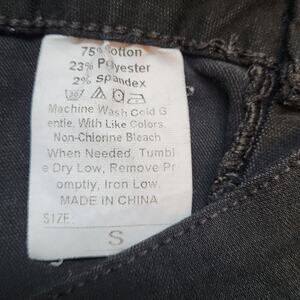 75% Cotton
23% Polyester
2% Spandex
Machine Wash Cold G
entle, With Like Colors,
Non-Chlorine Bleach
When Needed, Tumbl
e Dry Low, Remove Pr
omptly, Iron Low.
MADE IN CHINA
SIZE:
S